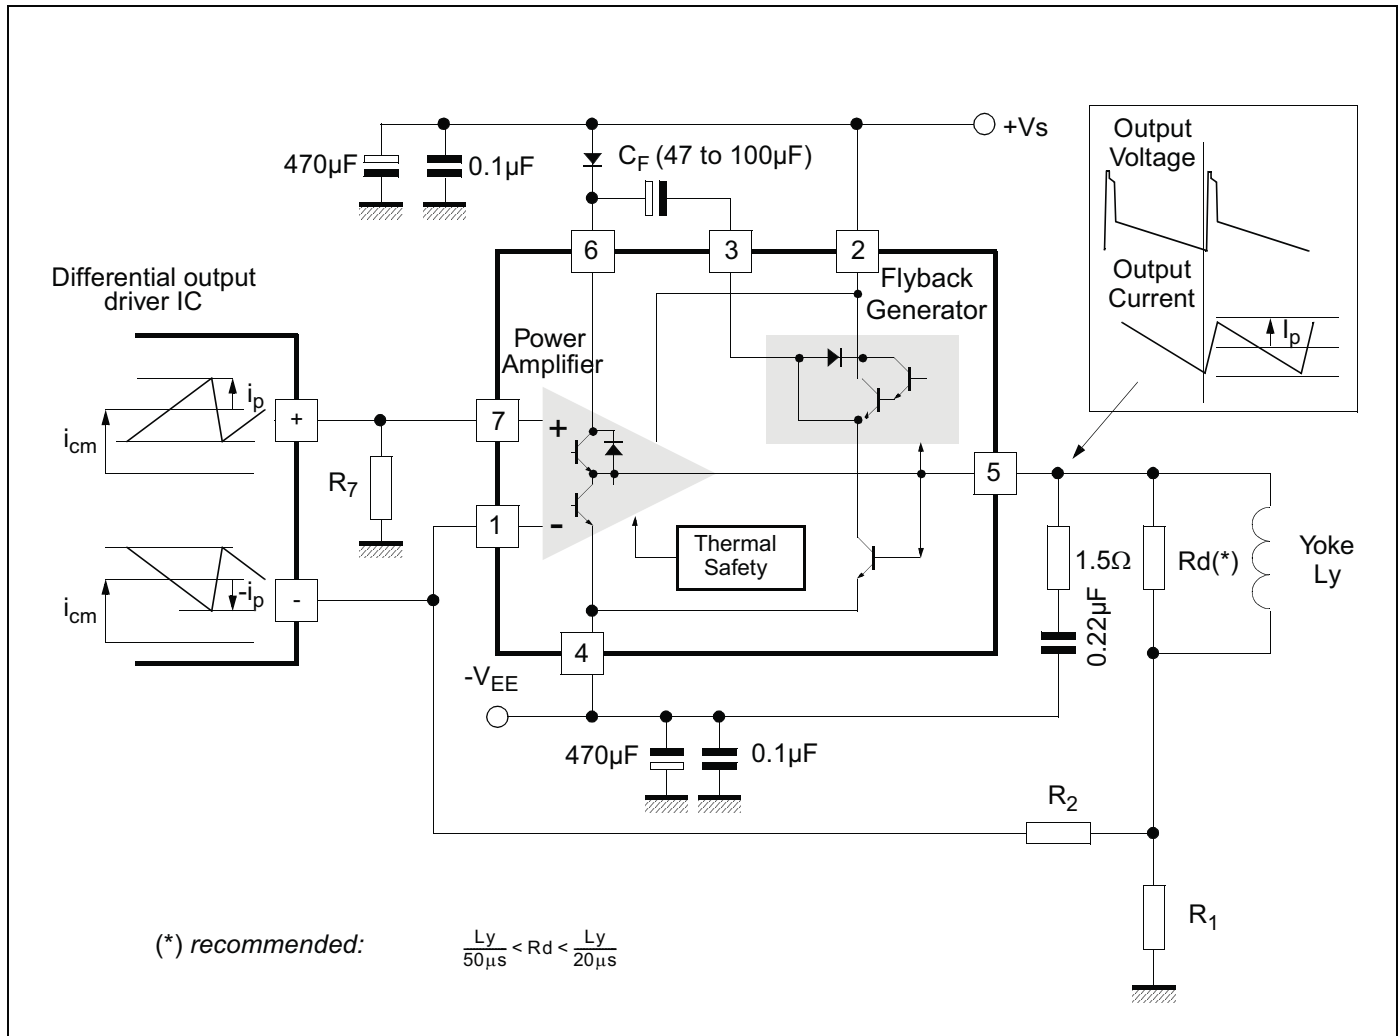 +Vs
470µF
0.1µF
C_F (47 to 100µF)
Output
Voltage
Output
Current
I_p
6
3
2
Differential output
driver IC
Flyback
Generator
Power
Amplifier
i_p
i_cm
+
7
+
R_7
1
-
5
Thermal
Safety
1.5Ω
Rd(*)
Yoke
Ly
0.22µF
-i_p
i_cm
-
4
-V_EE
470µF
0.1µF
R_2
R_1
(*) recommended: Ly/50µs < Rd < Ly/20µs